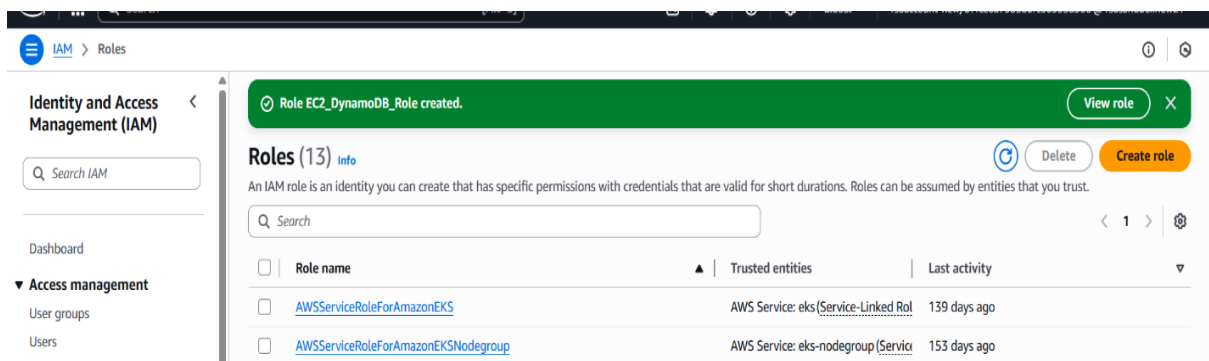 Search
Global
IAM > Roles
Identity and Access
Management (IAM)
Search IAM
Dashboard
Access management
User groups
Users
Role EC2_DynamoDB_Role created.
View role
Roles (13) Info
Delete
Create role
An IAM role is an identity you can create that has specific permissions with credentials that are valid for short durations. Roles can be assumed by entities that you trust.
Search
1
Role name Trusted entities Last activity
AWSServiceRoleForAmazonEKS AWS Service: eks (Service-Linked Rol 139 days ago
AWSServiceRoleForAmazonEKSNodegroup AWS Service: eks-nodegroup (Service 153 days ago